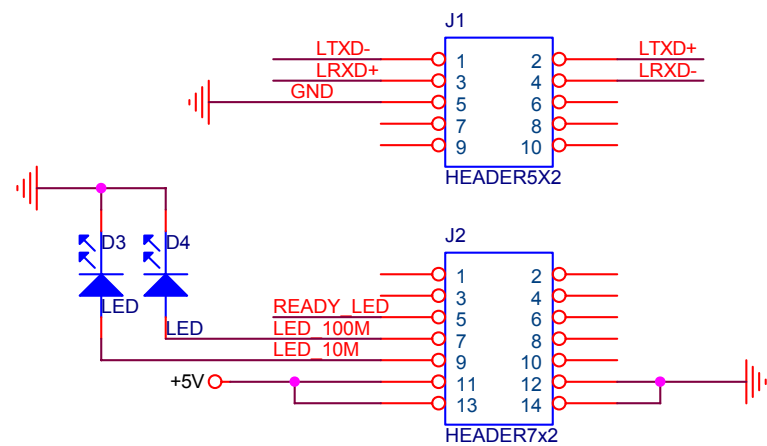 J1
LTXD- 1 2 LTXD+
LRXD+ 3 4 LRXD-
GND 5 6
7 8
9 10
HEADER5X2
D3 D4 J2
1 2
3 4
LED READY_LED 5 6
LED LED_100M 7 8
LED_10M 9 10
+5V 11 12
13 14
HEADER7x2